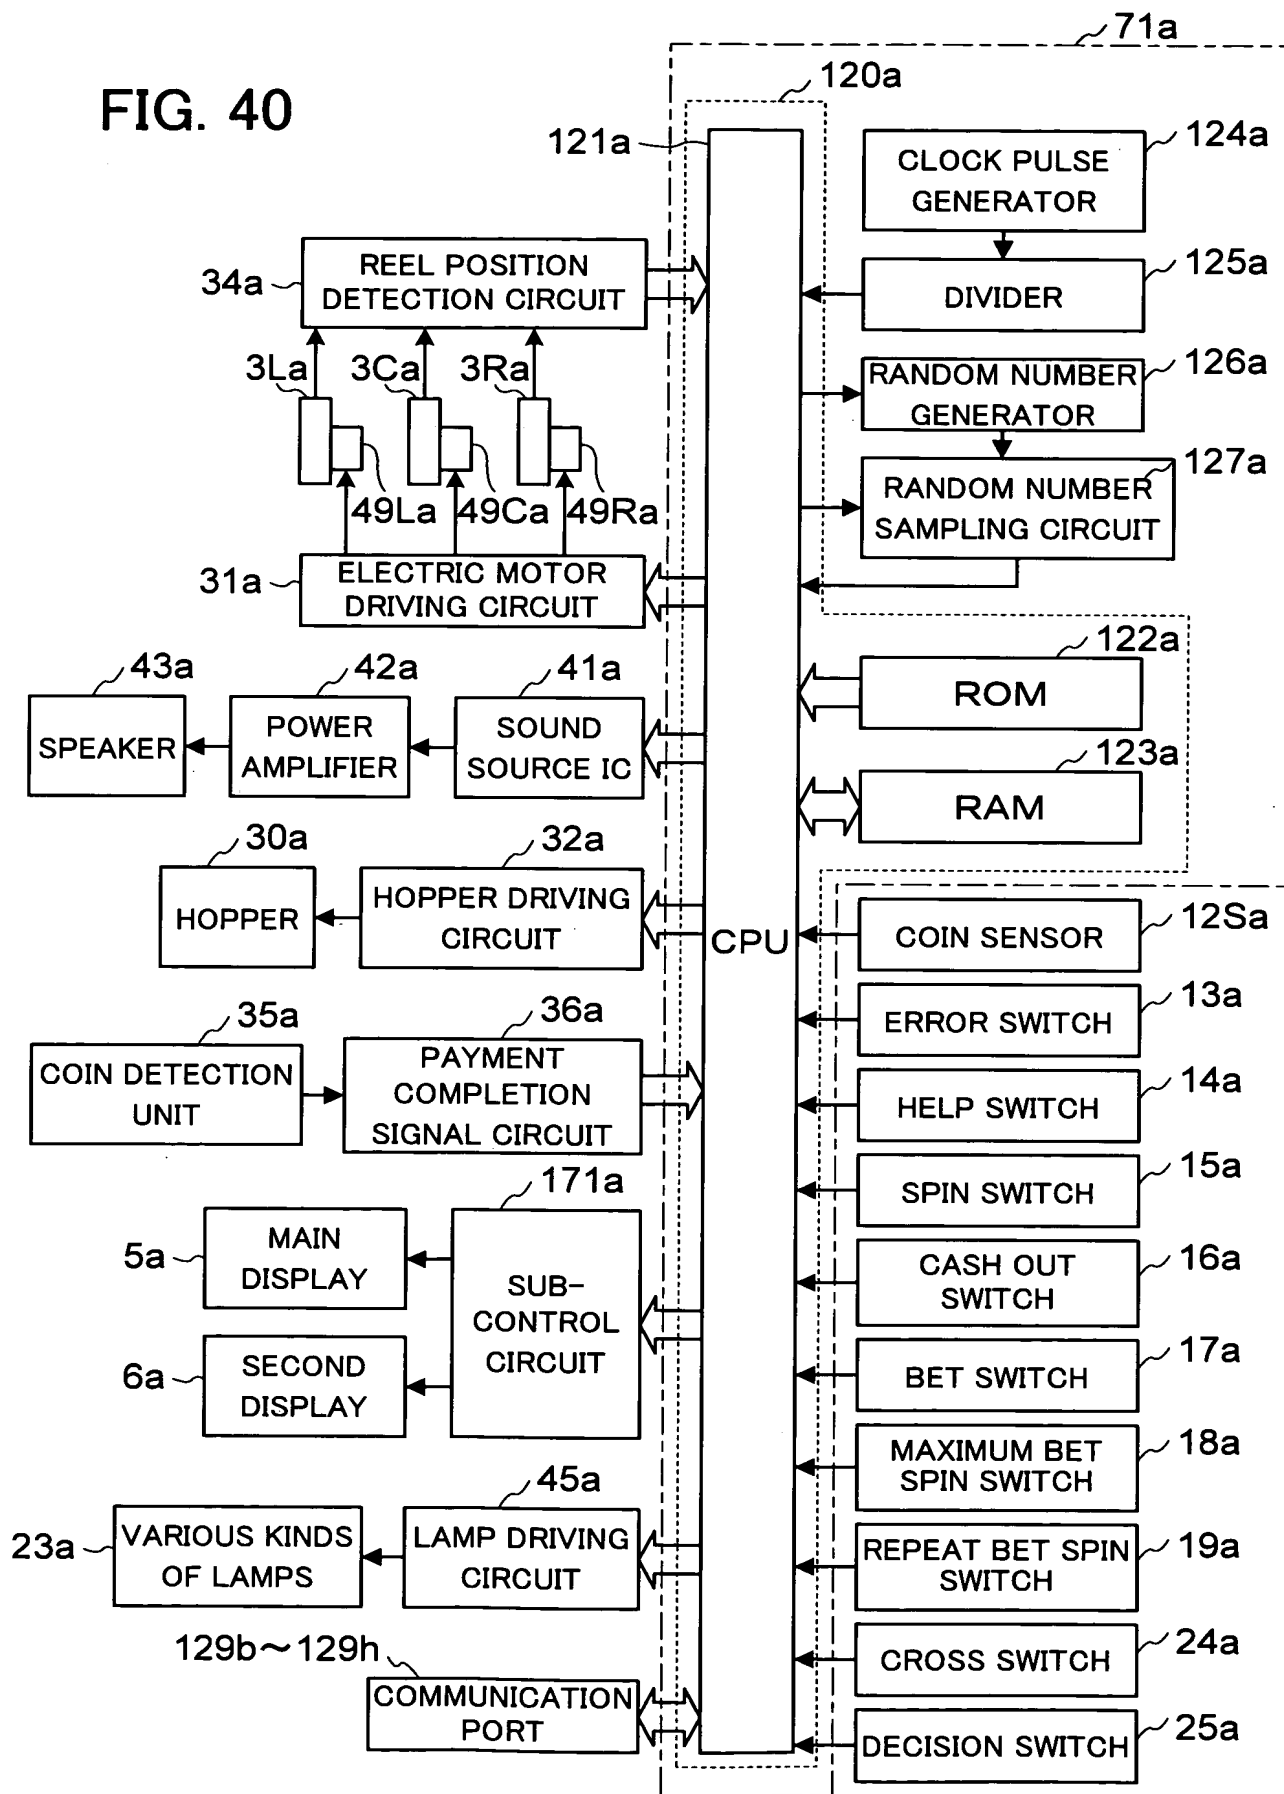 FIG. 40
71a
120a
121a
124a
CLOCK PULSE
GENERATOR
34a
REEL POSITION
DETECTION CIRCUIT
125a
DIVIDER
3La
3Ca
3Ra
126a
RANDOM NUMBER
GENERATOR
49La
49Ca
49Ra
127a
RANDOM NUMBER
SAMPLING CIRCUIT
31a
ELECTRIC MOTOR
DRIVING CIRCUIT
43a
42a
41a
122a
ROM
SPEAKER
POWER
AMPLIFIER
SOUND
SOURCE IC
123a
RAM
30a
32a
HOPPER
HOPPER DRIVING
CIRCUIT
CPU
12Sa
COIN SENSOR
13a
ERROR SWITCH
35a
36a
COIN DETECTION
UNIT
PAYMENT
COMPLETION
SIGNAL CIRCUIT
14a
HELP SWITCH
15a
SPIN SWITCH
171a
5a
MAIN
DISPLAY
SUB-
CONTROL
CIRCUIT
16a
CASH OUT
SWITCH
6a
SECOND
DISPLAY
17a
BET SWITCH
18a
MAXIMUM BET
SPIN SWITCH
45a
23a
VARIOUS KINDS
OF LAMPS
LAMP DRIVING
CIRCUIT
19a
REPEAT BET SPIN
SWITCH
129b~129h
COMMUNICATION
PORT
24a
CROSS SWITCH
25a
DECISION SWITCH